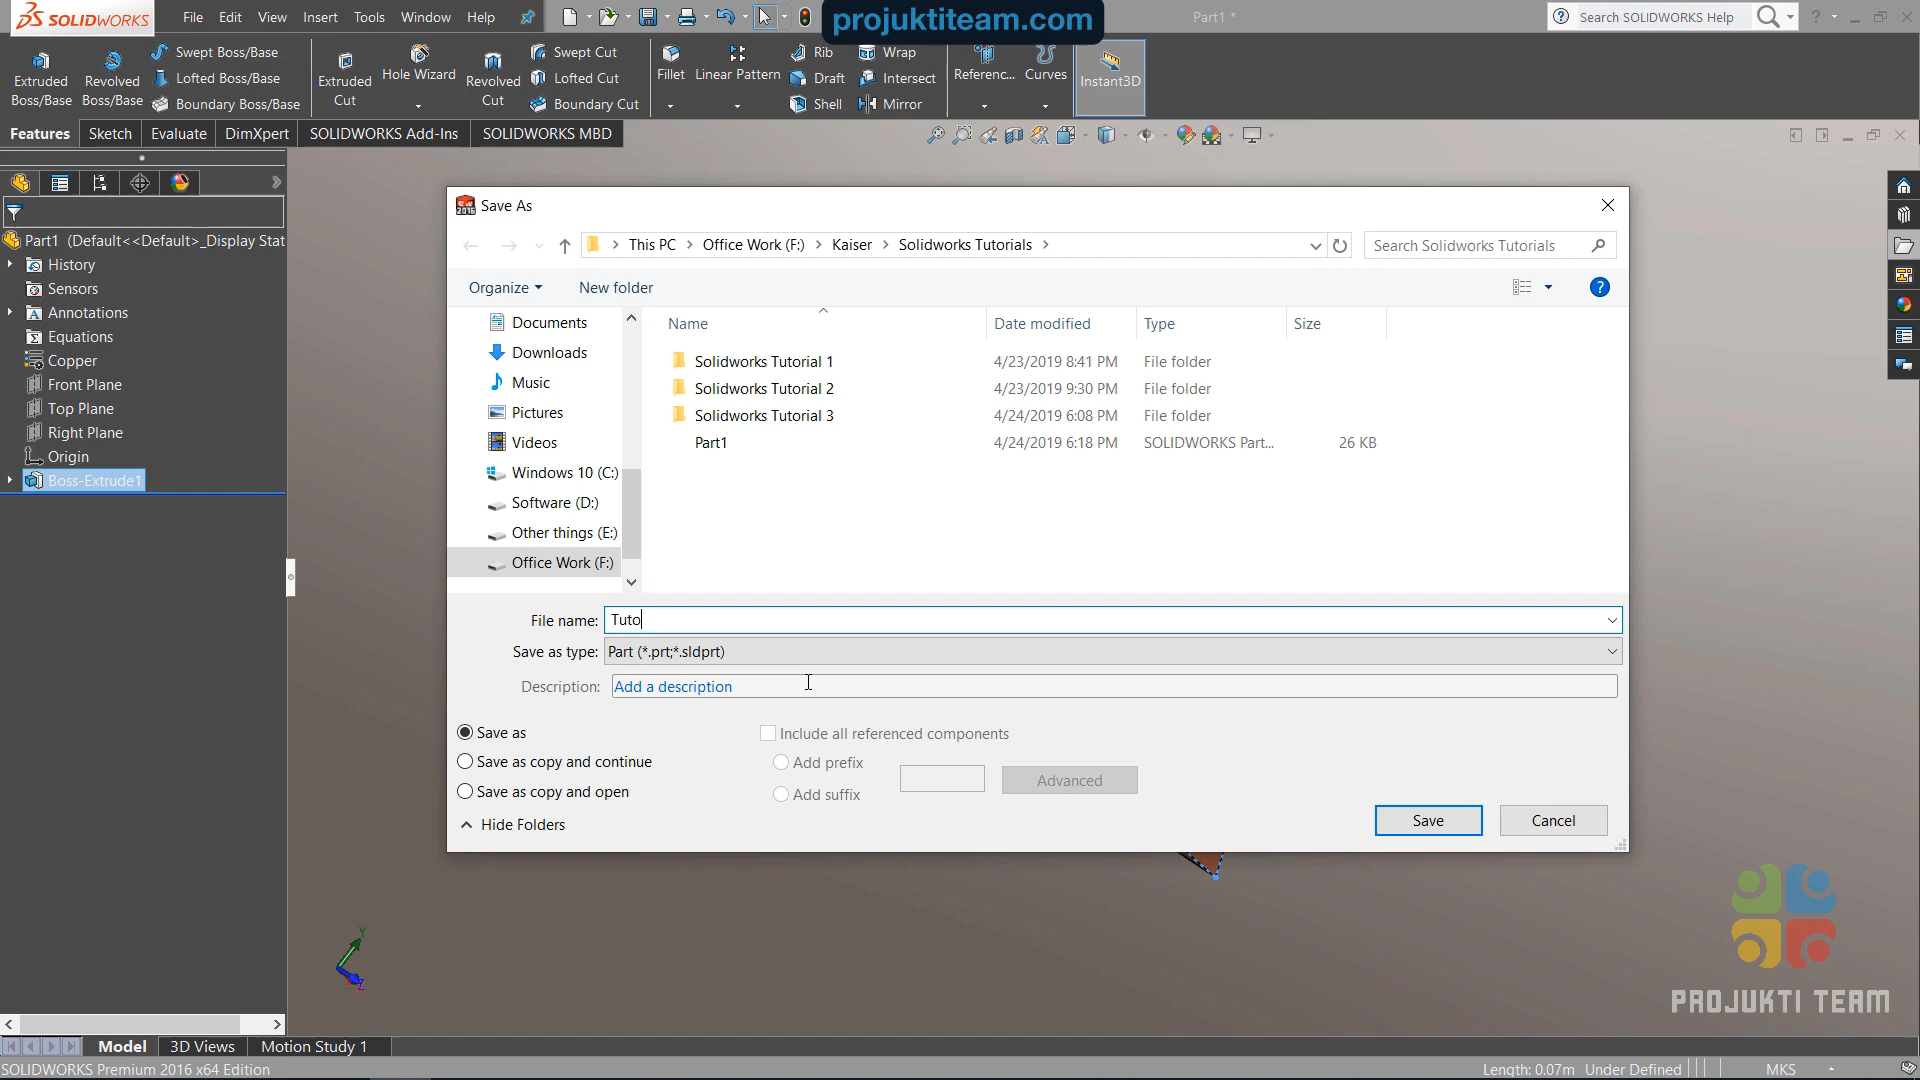 SOLIDWORKS File Edit View Insert Tools Window Help
projuktiteam.com
Part1 *
Search SOLIDWORKS Help
?
Extruded Boss/Base
Revolved Boss/Base
Swept Boss/Base
Lofted Boss/Base
Boundary Boss/Base
Extruded Cut
Hole Wizard
Revolved Cut
Swept Cut
Lofted Cut
Boundary Cut
Fillet
Linear Pattern
Rib
Draft
Shell
Wrap
Intersect
Mirror
Referenc...
Curves
Instant3D
Features Sketch Evaluate DimXpert SOLIDWORKS Add-Ins SOLIDWORKS MBD
Part1 (Default<<Default>_Display Stat
History
Sensors
Annotations
Equations
Copper
Front Plane
Top Plane
Right Plane
Origin
Boss-Extrude1
Save As
This PC > Office Work (F:) > Kaiser > Solidworks Tutorials >
Search Solidworks Tutorials
Organize New folder
?
Documents
Downloads
Music
Pictures
Videos
Windows 10 (C:)
Software (D:)
Other things (E:)
Office Work (F:)
Name Date modified Type Size
Solidworks Tutorial 1 4/23/2019 8:41 PM File folder
Solidworks Tutorial 2 4/23/2019 9:30 PM File folder
Solidworks Tutorial 3 4/24/2019 6:08 PM File folder
Part1 4/24/2019 6:18 PM SOLIDWORKS Part... 26 KB
File name: Tuto
Save as type: Part (*.prt;*.sldprt)
Description: Add a description
Save as
Save as copy and continue
Save as copy and open
Include all referenced components
Add prefix
Add suffix
Advanced
Hide Folders
Save Cancel
Y
Z
PROJUKTI TEAM
Model 3D Views Motion Study 1
SOLIDWORKS Premium 2016 x64 Edition
Length: 0.07m Under Defined MKS